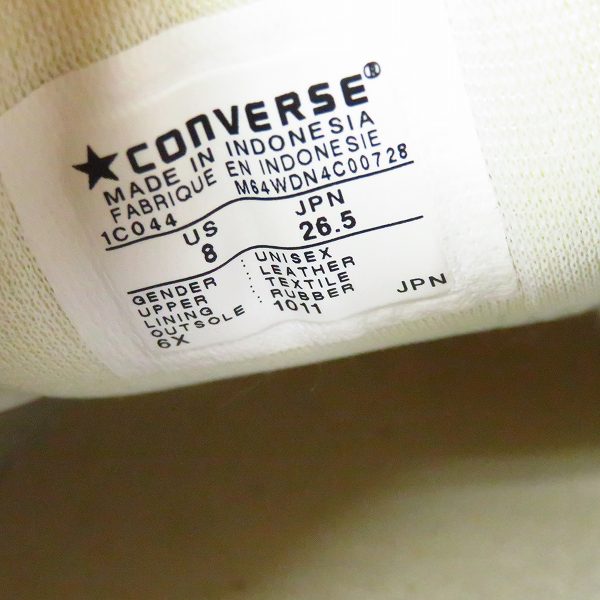 ★CONVERSE®
MADE IN INDONESIA
FABRIQUE EN INDONESIE
1C044 M64WDN4C00728
US JPN
8 26.5
GENDER : UNISEX
UPPER : LEATHER
LINING : TEXTILE
OUTSOLE : RUBBER
6X 1011 JPN